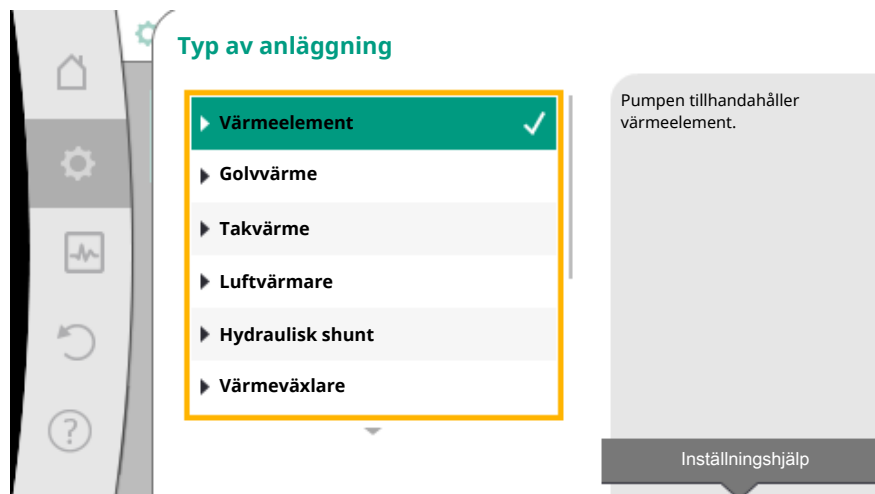 Typ av anläggning
Värmeelement
Golvvärme
Takvärme
Luftvärmare
Hydraulisk shunt
Värmeväxlare
Pumpen tillhandahåller
värmeelement.
Inställningshjälp
?